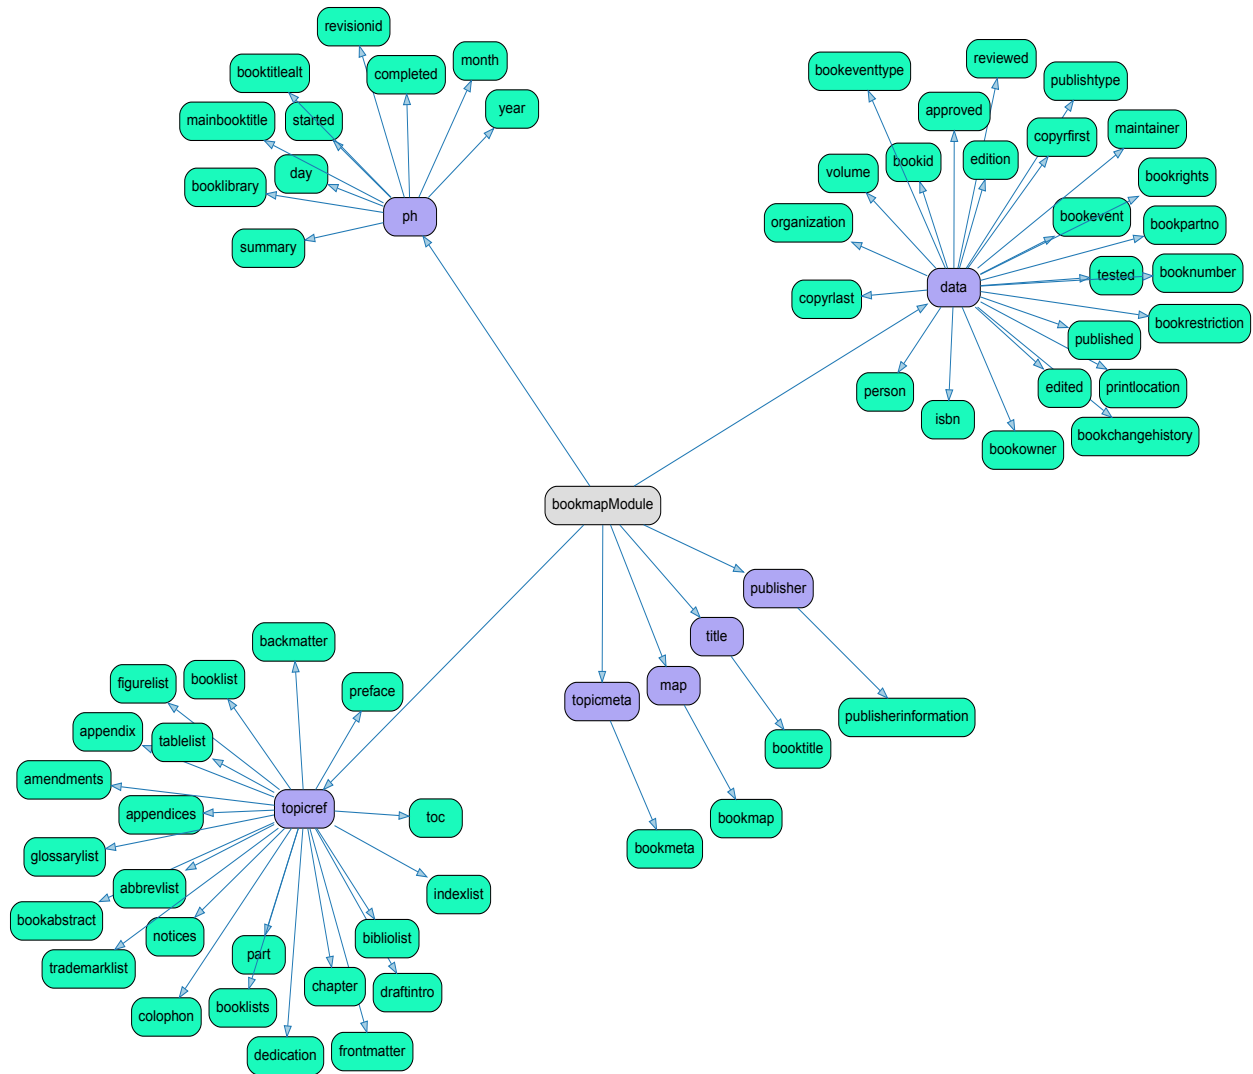 revisionid
month
completed
booktitlealt
year
mainbooktitle
started
day
booklibrary
ph
summary
reviewed
bookeventtype
publishtype
approved
maintainer
copyrfirst
bookid
edition
volume
bookrights
bookevent
organization
bookpartno
tested
booknumber
data
copyrlast
bookrestriction
published
person
edited
printlocation
isbn
bookchangehistory
bookowner
bookmapModule
publisher
title
map
topicmeta
publisherinformation
booktitle
bookmap
bookmeta
backmatter
booklist
figurelist
preface
appendix
tablelist
amendments
appendices
topicref
toc
glossarylist
abbrevlist
indexlist
bookabstract
notices
bibliolist
part
trademarklist
chapter
draftintro
booklists
colophon
dedication
frontmatter